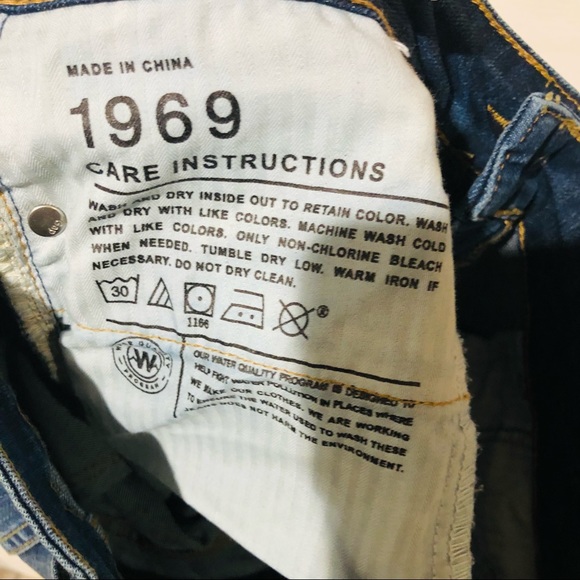 MADE IN CHINA
1969
CARE INSTRUCTIONS
WASH AND DRY INSIDE OUT TO RETAIN COLOR. WASH
AND DRY WITH LIKE COLORS. MACHINE WASH COLD
WITH LIKE COLORS. ONLY NON-CHLORINE BLEACH
WHEN NEEDED. TUMBLE DRY LOW. WARM IRON IF
NECESSARY. DO NOT DRY CLEAN.
30
®
1166
W
QUALITY
PROGRAM
OUR WATER QUALITY PROGRAM IS DESIGNED TO
HELP FIGHT WATER POLLUTION IN PLACES WHERE
WE MAKE OUR CLOTHES. WE ARE WORKING
TO ENSURE THE WATER USED TO WASH THESE
JEANS DOES NOT HARM THE ENVIRONMENT.